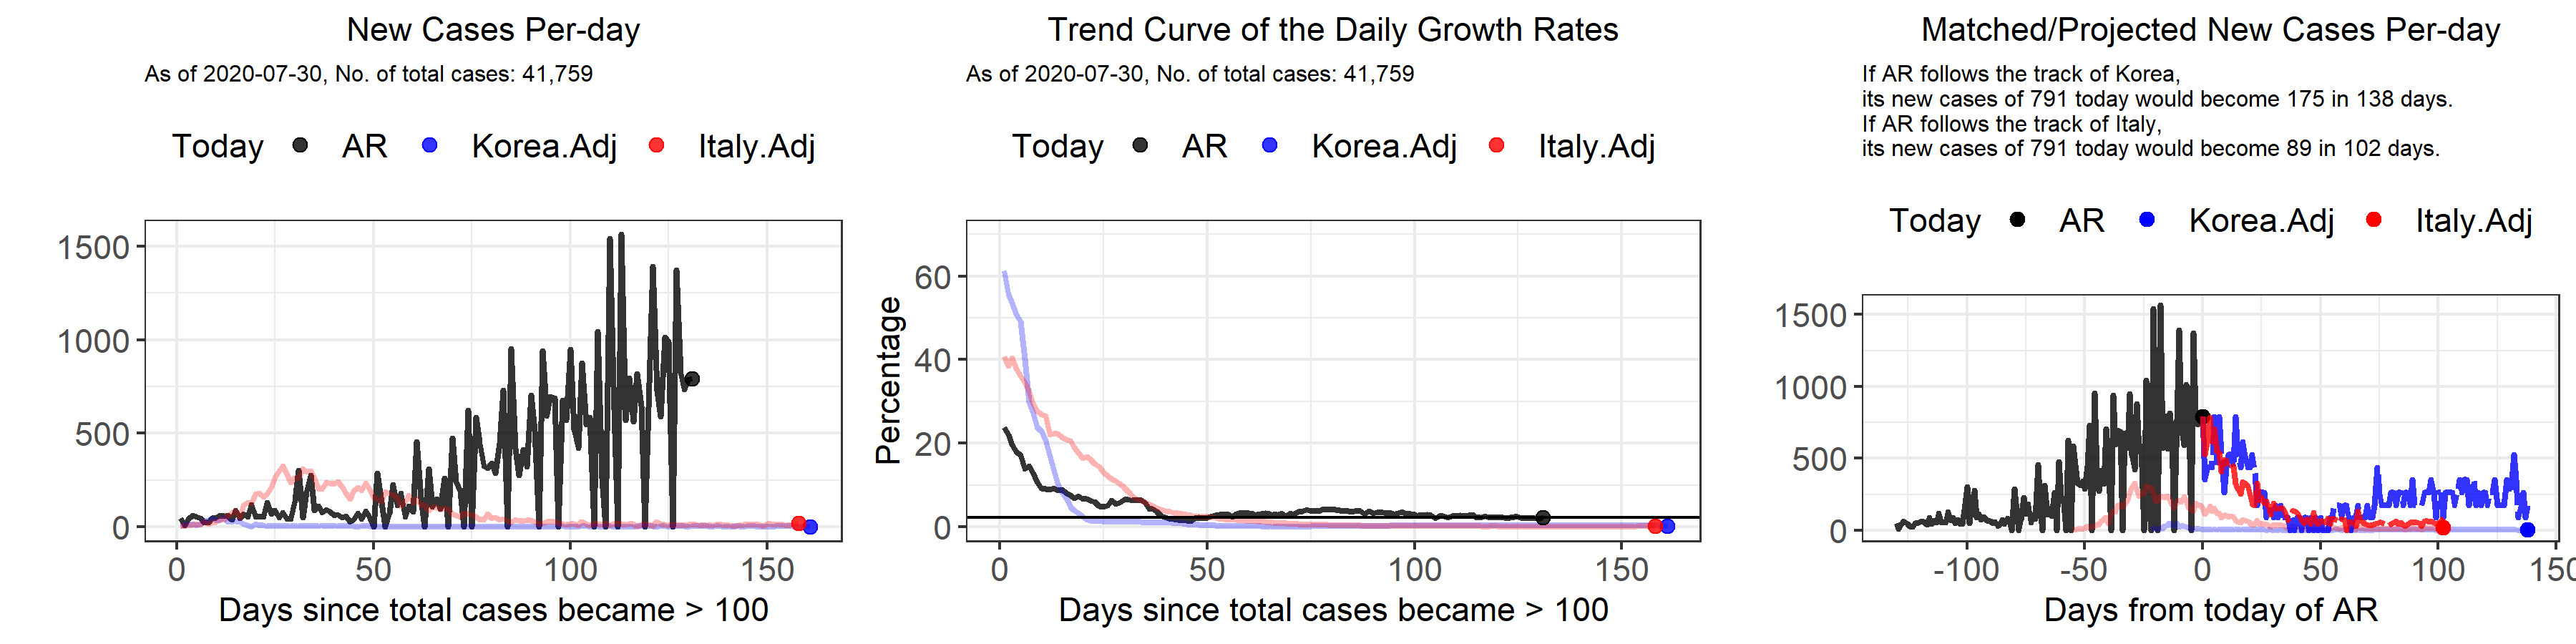 New Cases Per-day
As of 2020-07-30, No. of total cases: 41,759
Today AR Korea.Adj Italy.Adj
1500
1000
500
0
0 50 100 150
Days since total cases became > 100
Trend Curve of the Daily Growth Rates
As of 2020-07-30, No. of total cases: 41,759
Today AR Korea.Adj Italy.Adj
Percentage
60
40
20
0
0 50 100 150
Days since total cases became > 100
Matched/Projected New Cases Per-day
If AR follows the track of Korea,
its new cases of 791 today would become 175 in 138 days.
If AR follows the track of Italy,
its new cases of 791 today would become 89 in 102 days.
Today AR Korea.Adj Italy.Adj
1500
1000
500
0
-100 -50 0 50 100 150
Days from today of AR